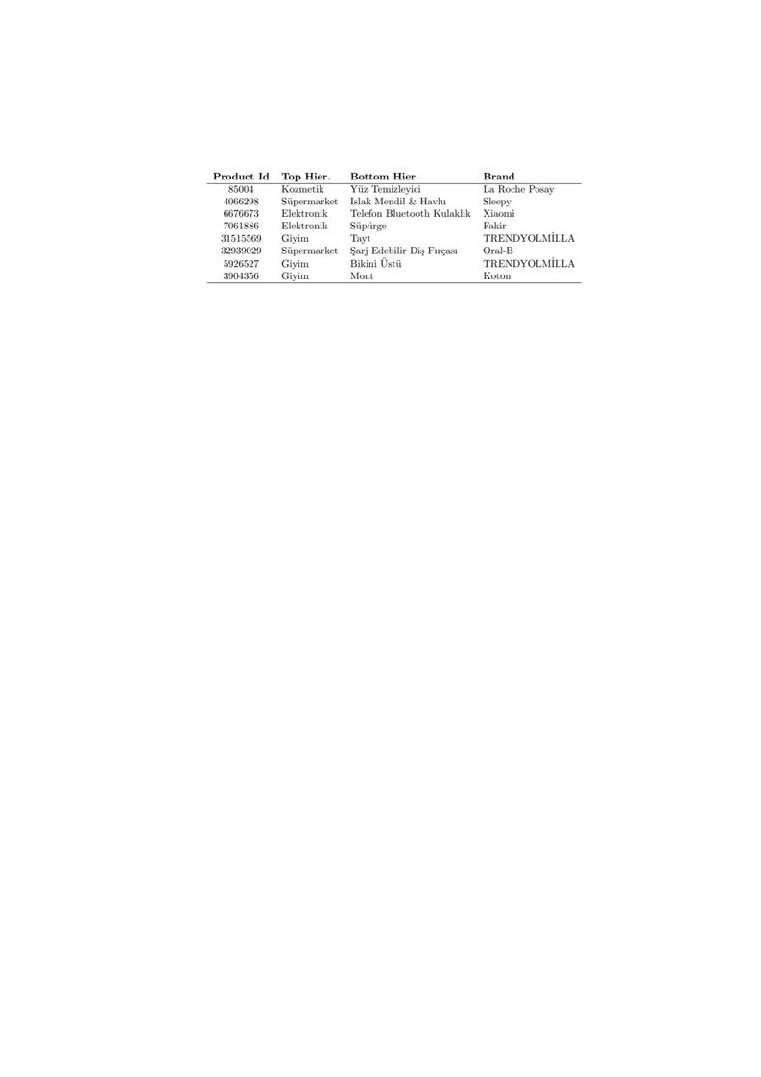 Product Id Top Hier. Bottom Hier Brand
85004 Kozmetik Yüz Temizleyici La Roche Posay
4066298 Süpermarket Islak Mendil & Havlu Sleepy
6676673 Elektronik Telefon Bluetooth Kulaklık Xiaomi
7061886 Elektronik Süpürge Fakir
31515569 Giyim Tayt TRENDYOLMİLLA
32939029 Süpermarket Şarj Edebilir Diş Fırçası Oral-B
5926527 Giyim Bikini Üstü TRENDYOLMİLLA
3904356 Giyim Mont Koton